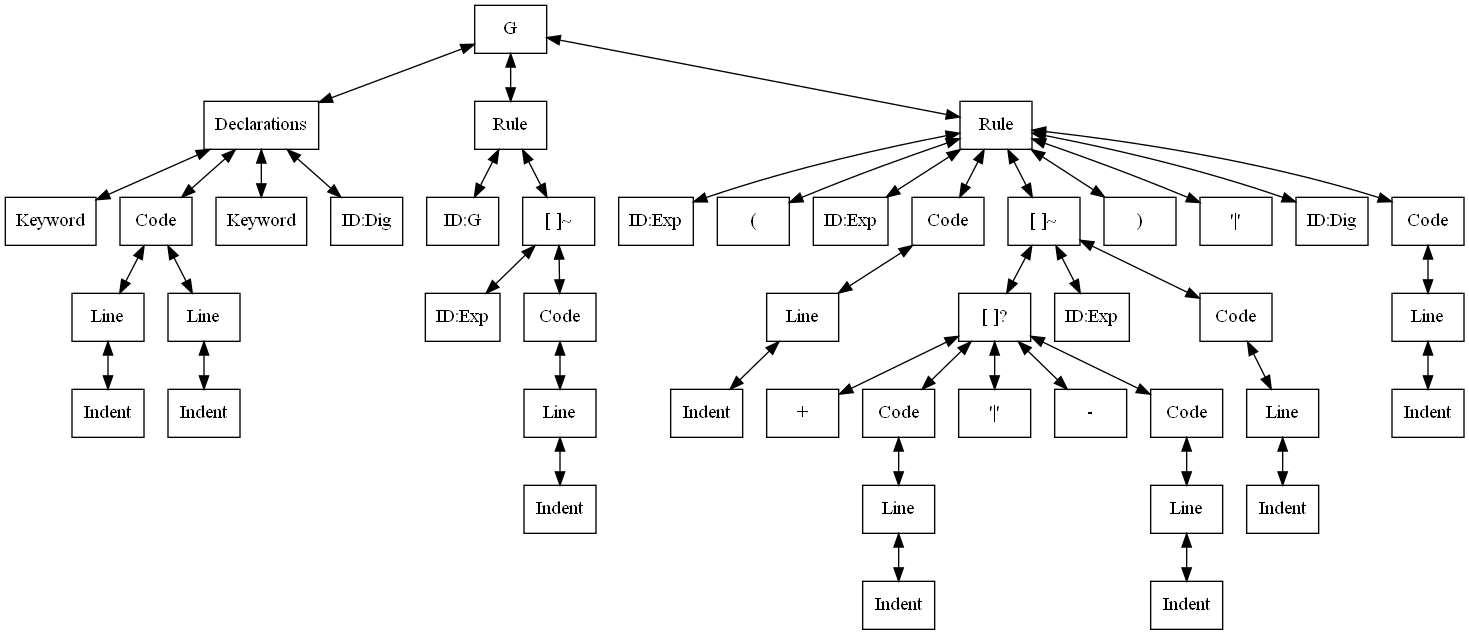 G
Declarations Rule Rule
Keyword Code Keyword ID:Dig ID:G [ ]~ ID:Exp ( ID:Exp Code [ ]~ ) '|' ID:Dig Code
Line Line ID:Exp Code Line [ ]? ID:Exp Code Line
Indent Indent Line Indent + Code '|' - Code Line Indent
Indent Line Line Indent
Indent Indent